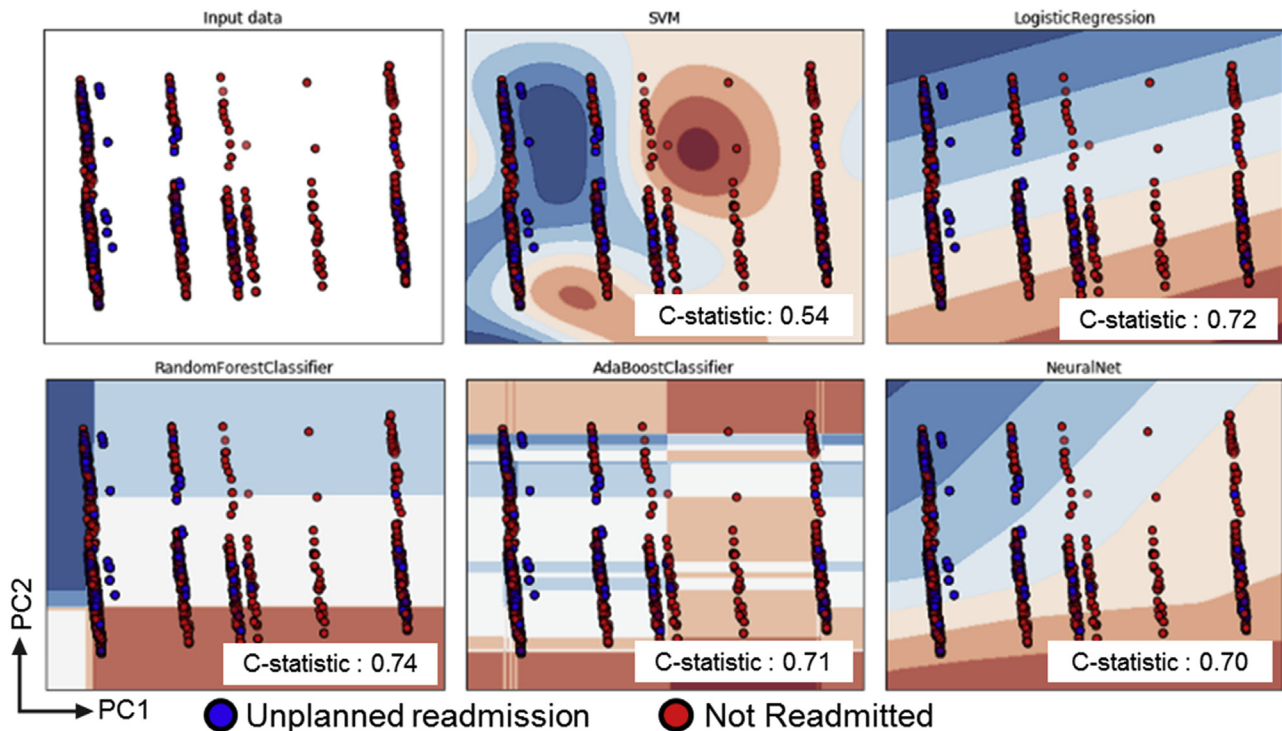 Input data
SVM
LogisticRegression
C-statistic: 0.54
C-statistic : 0.72
RandomForestClassifier
AdaBoostClassifier
NeuralNet
C-statistic : 0.74
C-statistic : 0.71
C-statistic : 0.70
PC2
PC1
Unplanned readmission
Not Readmitted